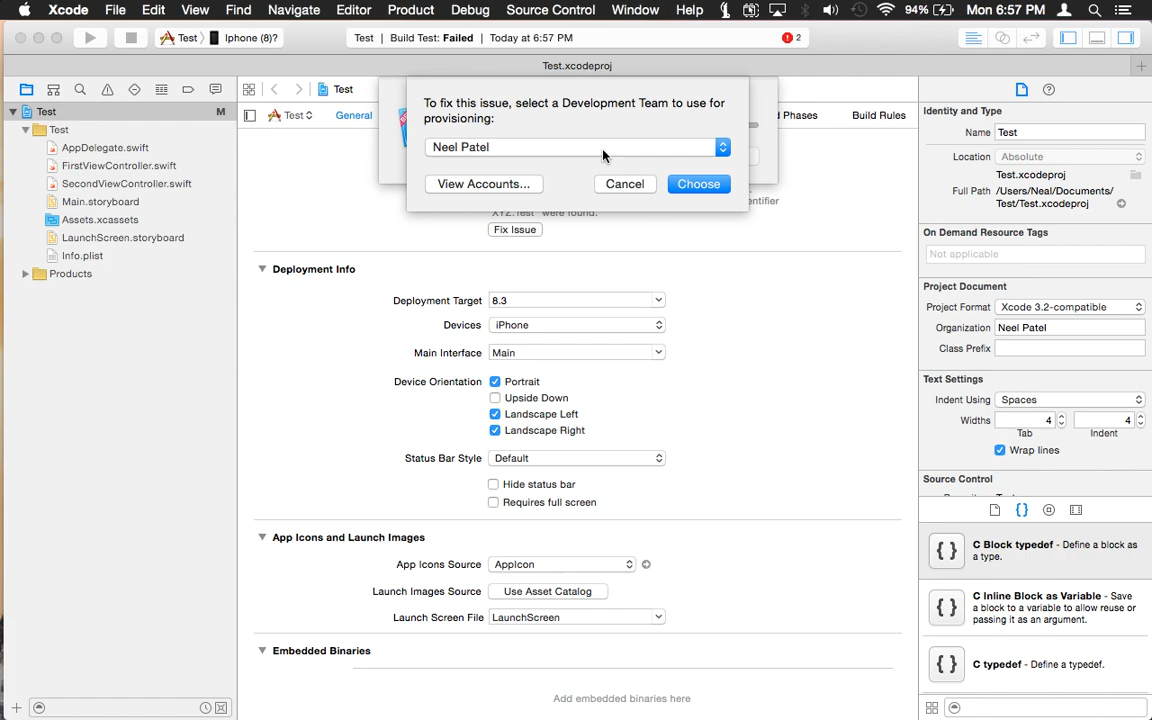 Xcode File Edit View Find Navigate Editor Product Debug Source Control Window Help 94% Mon 6:57 PM
Test Iphone (8)? Test | Build Test: Failed | Today at 6:57 PM 2
Test.xcodeproj
Test
To fix this issue, select a Development Team to use for
provisioning:
Neel Patel
View Accounts... Cancel Choose
Test General d Phases Build Rules
ntifier
XYZ.Test" were found.
Fix Issue
Test M
Test
AppDelegate.swift
FirstViewController.swift
SecondViewController.swift
Main.storyboard
Assets.xcassets
LaunchScreen.storyboard
Info.plist
Products
Deployment Info
Deployment Target 8.3
Devices iPhone
Main Interface Main
Device Orientation Portrait
Upside Down
Landscape Left
Landscape Right
Status Bar Style Default
Hide status bar
Requires full screen
App Icons and Launch Images
App Icons Source AppIcon
Launch Images Source Use Asset Catalog
Launch Screen File LaunchScreen
Embedded Binaries
Add embedded binaries here
Identity and Type
Name Test
Location Absolute
Test.xcodeproj
Full Path /Users/Neal/Documents/
Test/Test.xcodeproj
On Demand Resource Tags
Not applicable
Project Document
Project Format Xcode 3.2-compatible
Organization Neel Patel
Class Prefix
Text Settings
Indent Using Spaces
Widths 4 4
Tab Indent
Wrap lines
Source Control
{ } C Block typedef - Define a block as
a type.
{ } C Inline Block as Variable - Save
a block to a variable to allow reuse or
passing it as an argument.
{ } C typedef - Define a typedef.